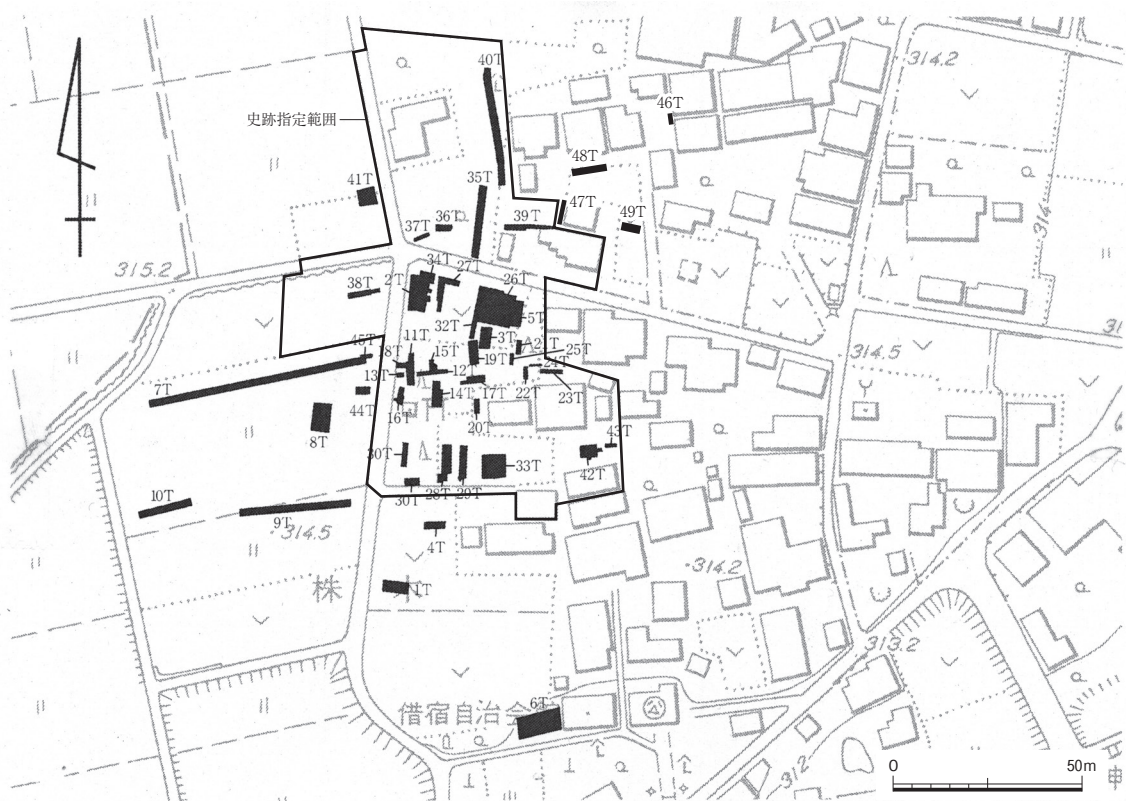 314.2
40T
46T
史跡指定範囲
48T
35T
41T
47T
314
36T
39T
49T
37T
34T
27T
315.2
2T
26T
38T
5T
32T
11T
3T
314.5
45T
15T
25T
18T
19T
24T
13T
12T
7T
14T
17T
22T
23T
44T
16T
8T
20T
43T
30T
33T
42T
30T
28T
29T
10T
9T
314.5
4T
314.2
株
1T
313.2
借宿自治会
6T
312
0
50m